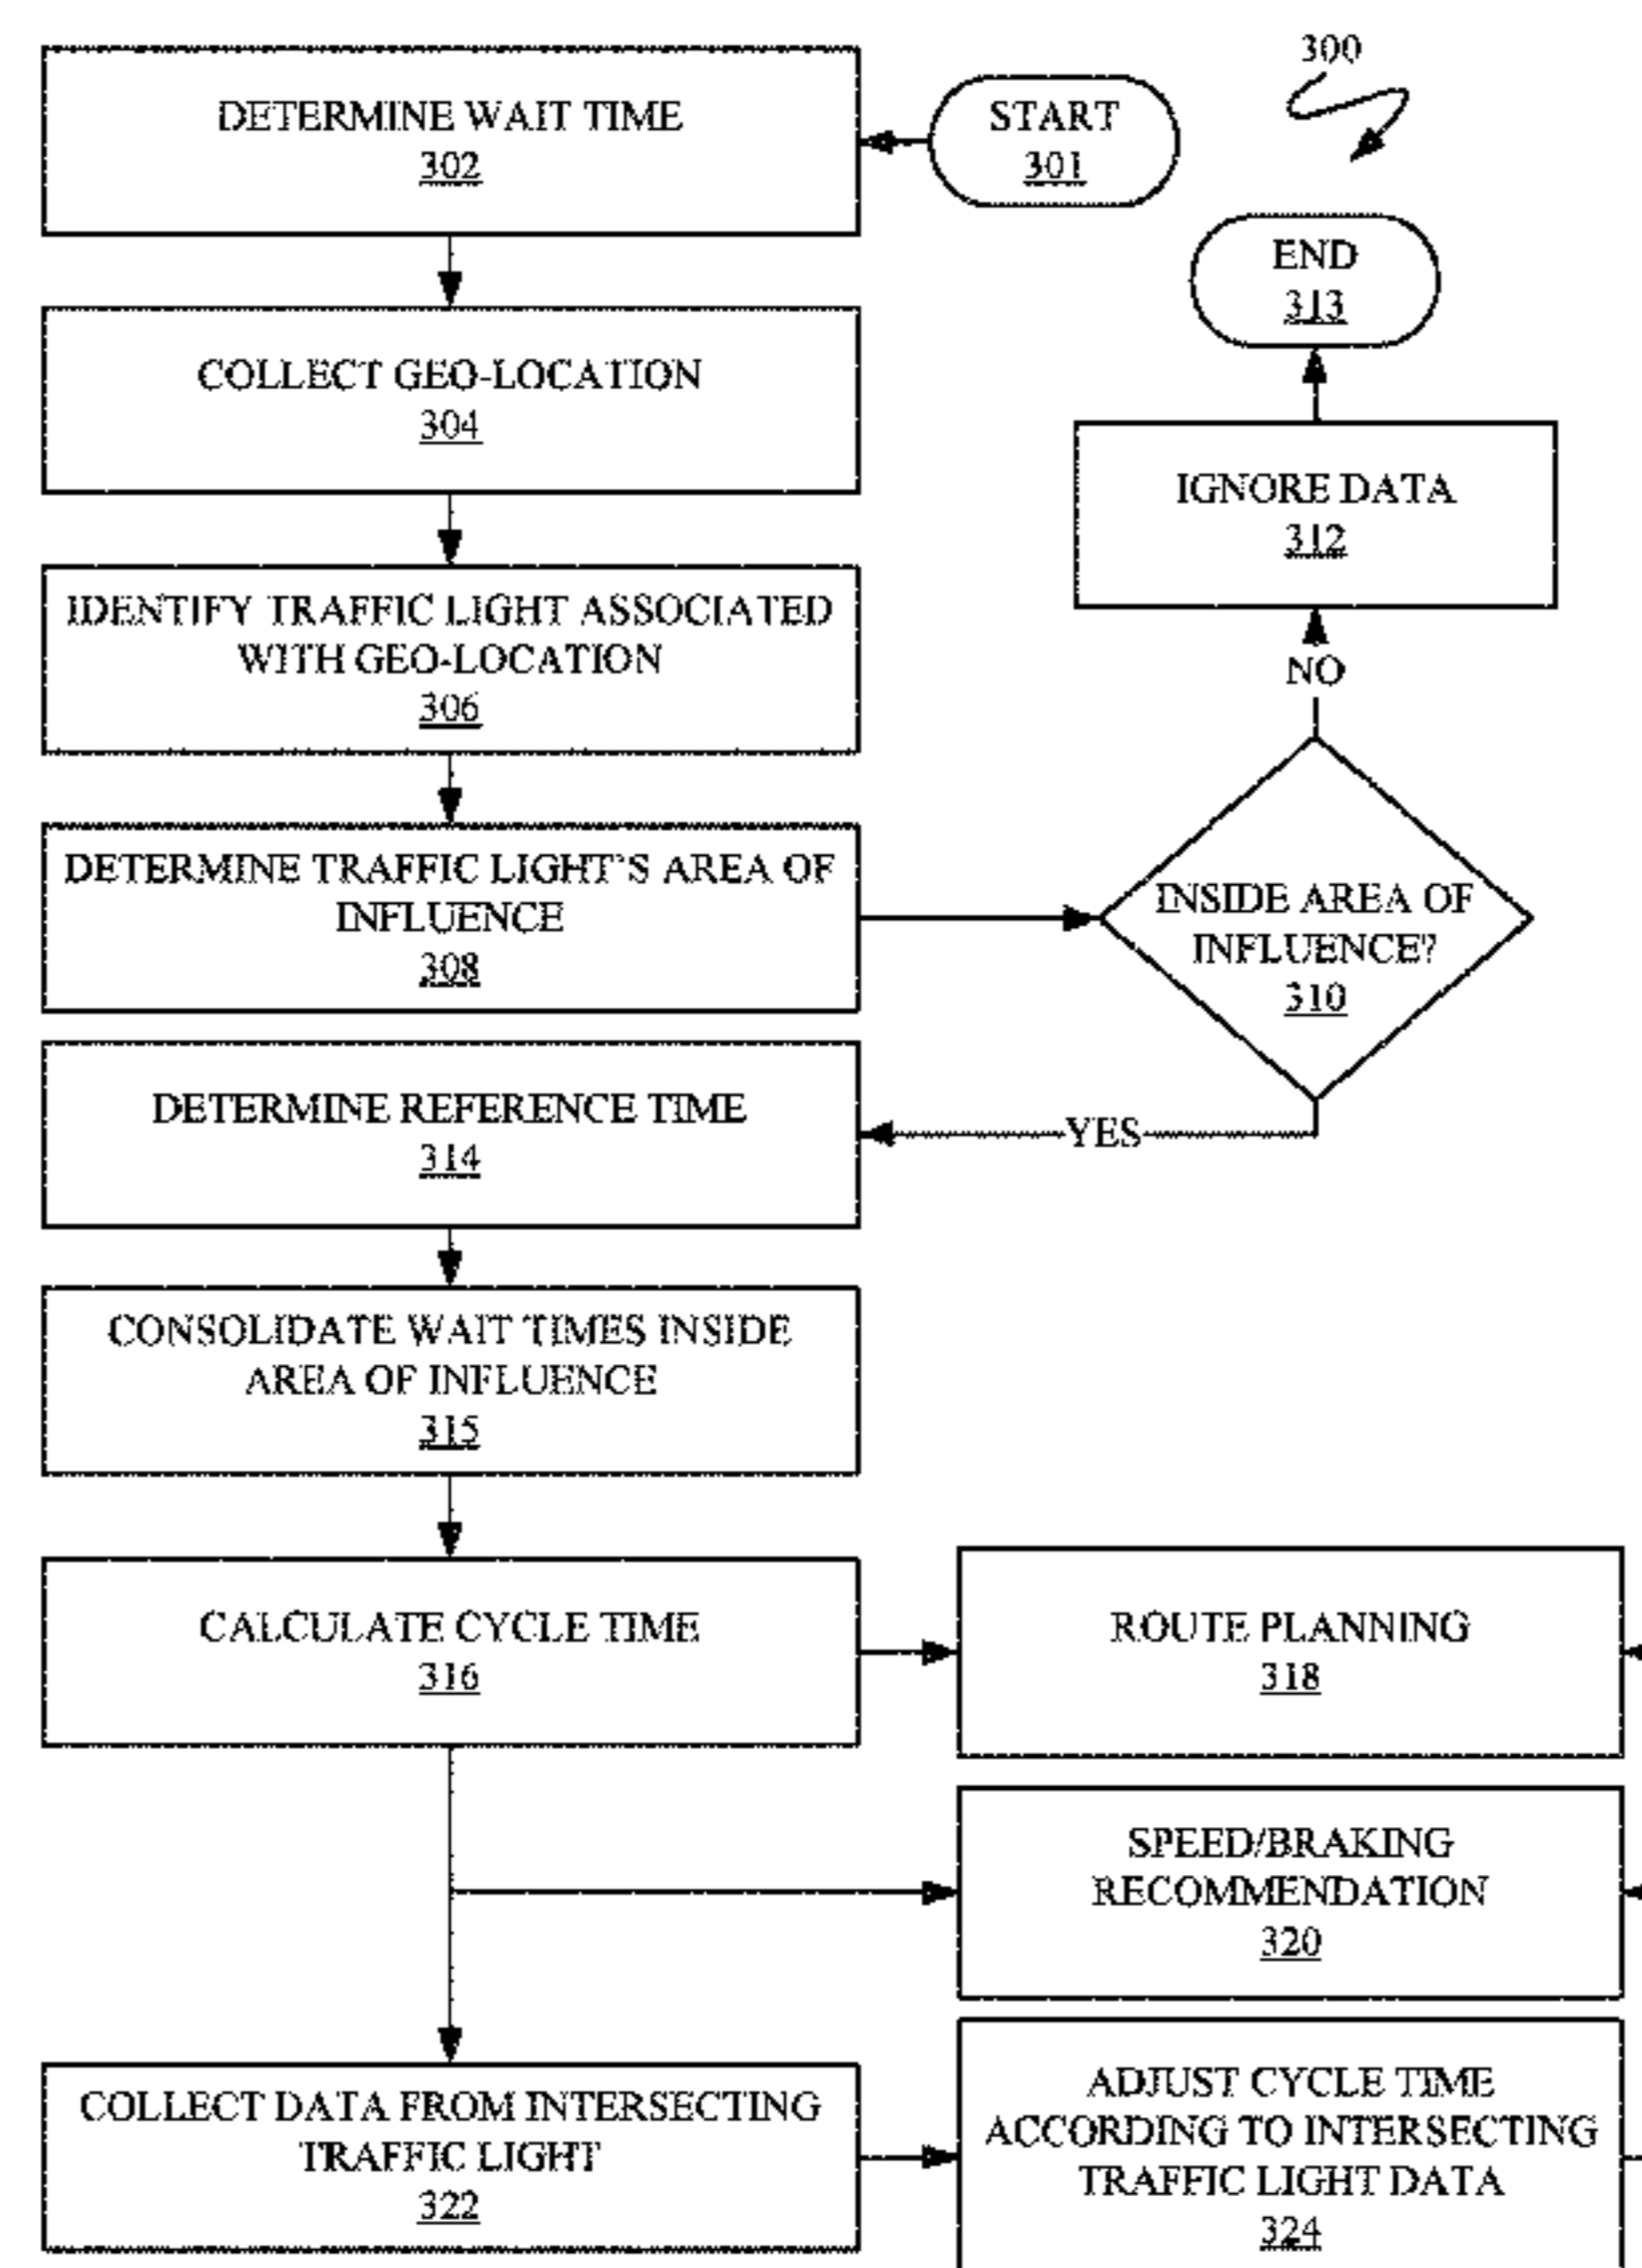 300
START
301
DETERMINE WAIT TIME
302
COLLECT GEO-LOCATION
304
IDENTIFY TRAFFIC LIGHT ASSOCIATED
WITH GEO-LOCATION
306
DETERMINE TRAFFIC LIGHT'S AREA OF
INFLUENCE
308
INSIDE AREA OF
INFLUENCE?
310
NO
IGNORE DATA
312
END
313
YES
DETERMINE REFERENCE TIME
314
CONSOLIDATE WAIT TIMES INSIDE
AREA OF INFLUENCE
315
CALCULATE CYCLE TIME
316
ROUTE PLANNING
318
SPEED/BRAKING
RECOMMENDATION
320
COLLECT DATA FROM INTERSECTING
TRAFFIC LIGHT
322
ADJUST CYCLE TIME
ACCORDING TO INTERSECTING
TRAFFIC LIGHT DATA
324